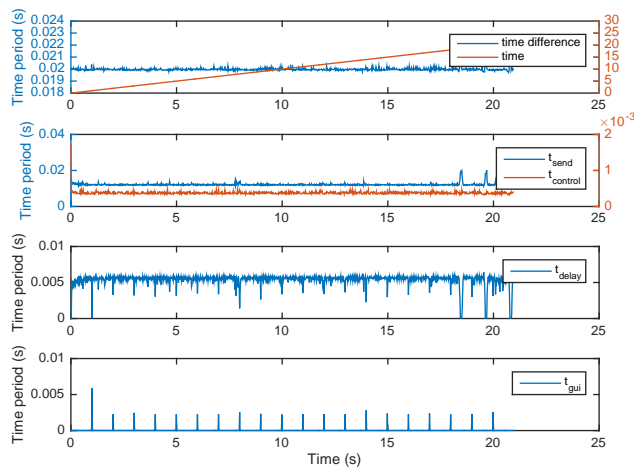 0.024
0.023
0.022
0.021
0.02
0.019
0.018
Time period (s)
30
25
20
15
10
5
0
time difference
time
0 5 10 15 20 25
0.04
0.02
0
Time period (s)
×10⁻³
2
1
0
t_send
t_control
0 5 10 15 20 25
0.01
0.005
0
Time period (s)
t_delay
0 5 10 15 20 25
0.01
0.005
0
Time period (s)
t_gui
0 5 10 15 20 25
Time (s)